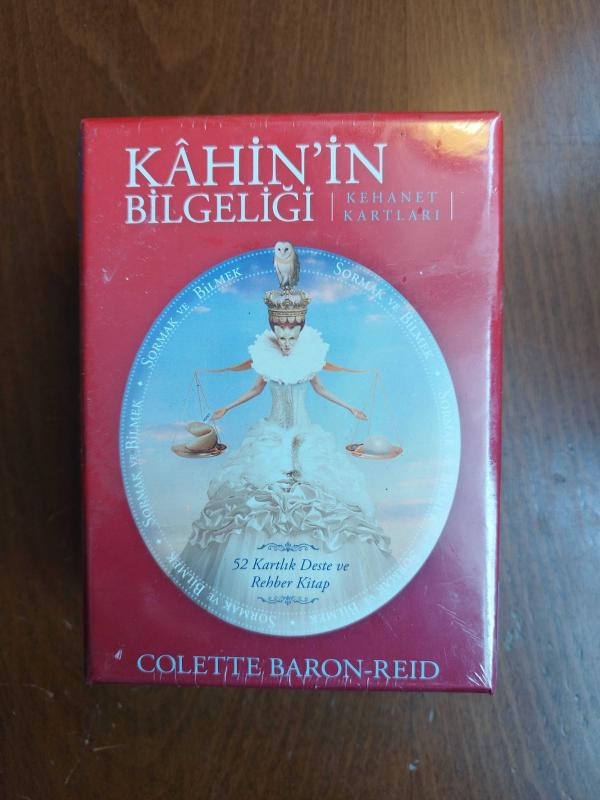 KÂHİN'İN
BİLGELİĞİ
KEHANET
KARTLARI
SORMAK VE BİLMEK
SORMAK VE BİLMEK
SORMAK VE BİLMEK
SORMAK VE BİLMEK
52 Kartlık Deste ve
Rehber Kitap
COLETTE BARON-REID